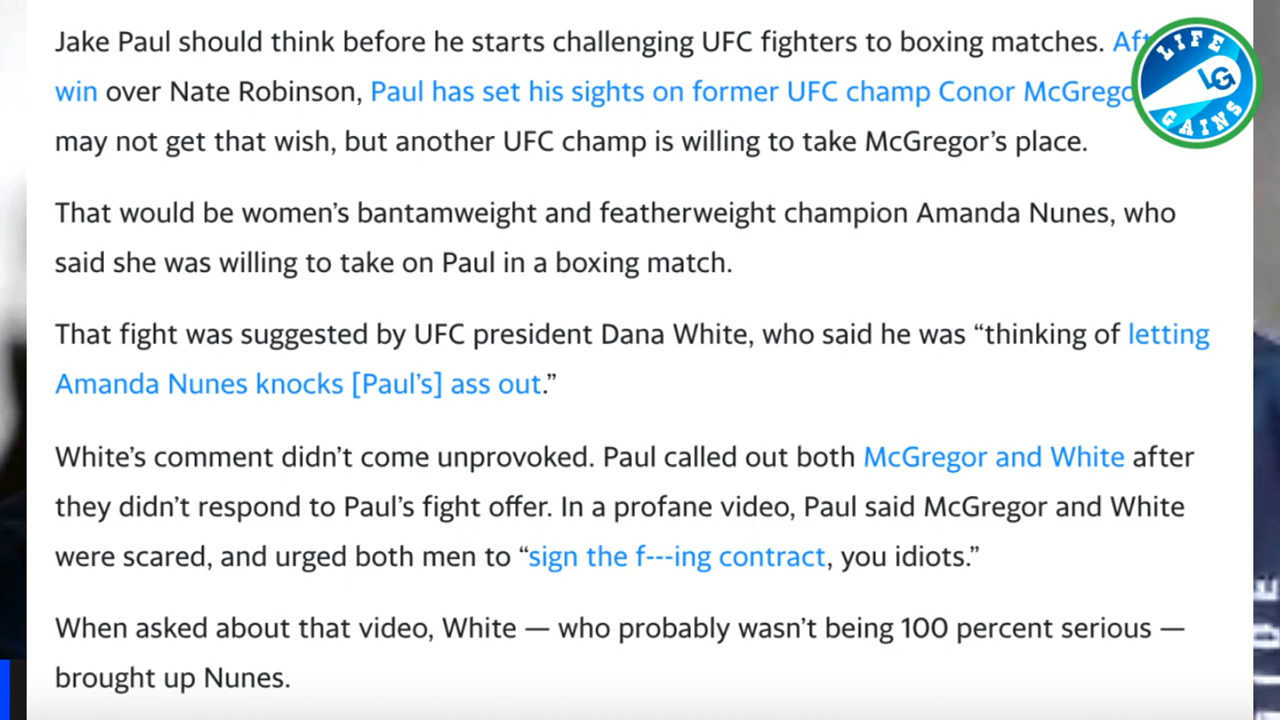 Jake Paul should think before he starts challenging UFC fighters to boxing matches.
win over Nate Robinson, Paul has set his sights on former UFC champ Conor
may not get that wish, but another UFC champ is willing to take McGregor’s place.
That would be women’s bantamweight and featherweight champion Amanda Nunes, who
said she was willing to take on Paul in a boxing match.
That fight was suggested by UFC president Dana White, who said he was “thinking of letting
Amanda Nunes knocks [Paul’s] ass out.”
White’s comment didn’t come unprovoked. Paul called out both McGregor and White after
they didn’t respond to Paul’s fight offer. In a profane video, Paul said McGregor and White
were scared, and urged both men to “sign the f---ing contract, you idiots.”
When asked about that video, White — who probably wasn’t being 100 percent serious —
brought up Nunes.
LIFE
LG
GAINS